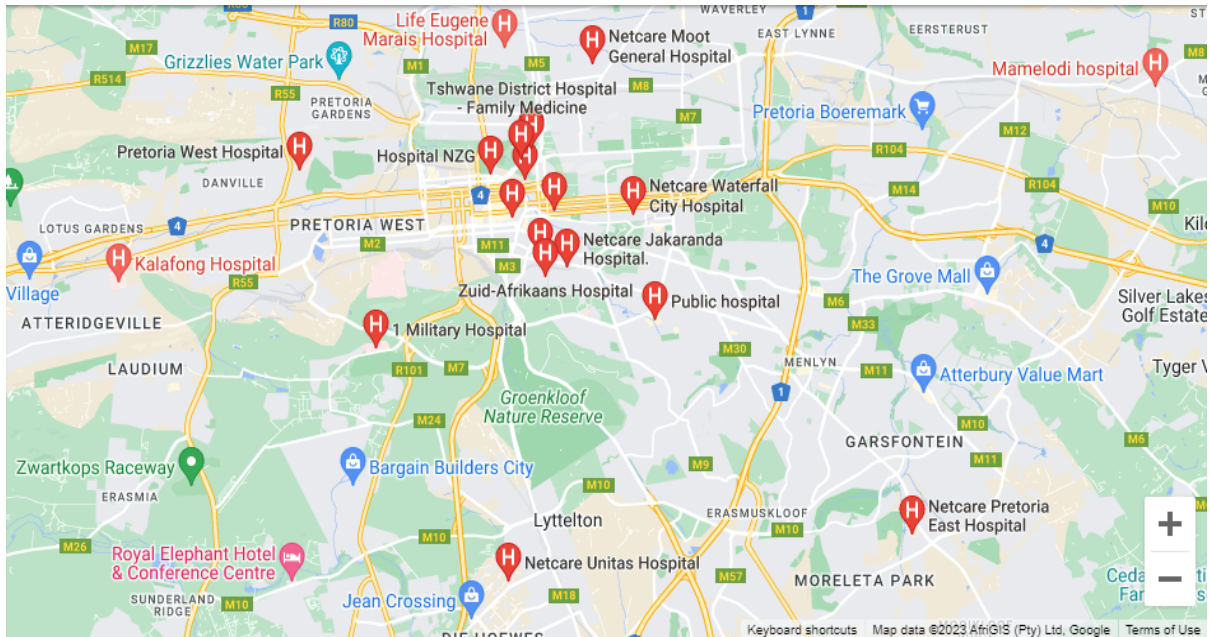 R80
Life Eugene
Marais Hospital
Netcare Moot
General Hospital
WAVERLEY
1
EAST LYNNE
EERSTERUST
M17
Grizzlies Water Park
M1
M5
M8
Mamelodi hospital
M8
R514
R55
PRETORIA
GARDENS
Tshwane District Hospital
- Family Medicine
M7
Pretoria Boeremark
M12
Pretoria West Hospital
Hospital NZG
R104
DANVILLE
4
Netcare Waterfall
City Hospital
M14
R104
M10
LOTUS GARDENS
4
PRETORIA WEST
M2
M11
M3
Netcare Jakaranda
Hospital.
4
Kalafong Hospital
R55
Village
Zuid-Afrikaans Hospital
Public hospital
The Grove Mall
M6
Silver Lakes
Golf Estate
ATTERIDGEVILLE
1 Military Hospital
M33
M30
MENLYN
LAUDIUM
R101
M7
M11
Atterbury Value Mart
Tyger V
Groenkloof
Nature Reserve
1
M24
M10
GARSFONTEIN
M6
M11
Zwartkops Raceway
Bargain Builders City
M9
ERASMIA
M10
Netcare Pretoria
East Hospital
Lyttelton
ERASMUSKLOOF
M10
M26
M10
Royal Elephant Hotel
& Conference Centre
Netcare Unitas Hospital
M57
MORELETA PARK
SUNDERLAND
RIDGE
M10
Jean Crossing
M18
DIE HOEWES
Keyboard shortcuts
Map data ©2023 AfriGIS (Pty) Ltd, Google
Terms of Use